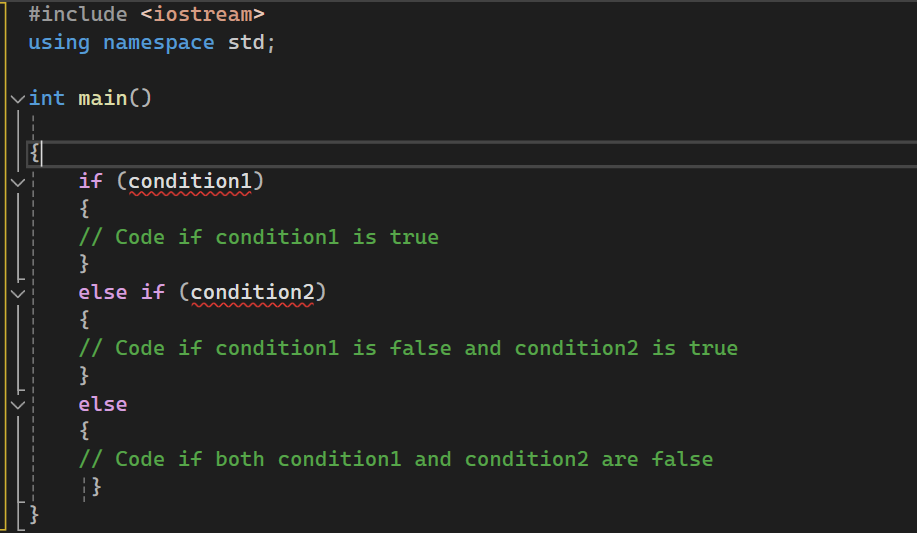 #include <iostream>
using namespace std;
int main()
{
if (condition1)
{
// Code if condition1 is true
}
else if (condition2)
{
// Code if condition1 is false and condition2 is true
}
else
{
// Code if both condition1 and condition2 are false
}
}